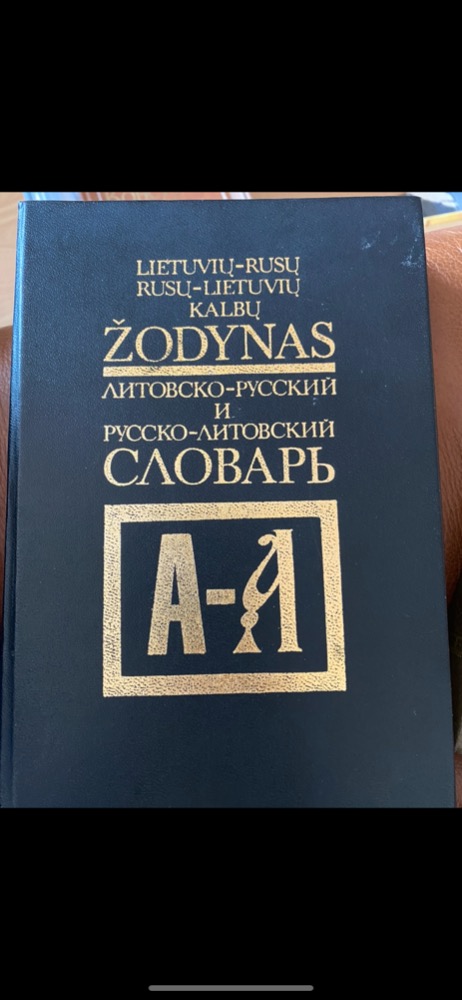 LIETUVIŲ-RUSŲ
RUSŲ-LIETUVIŲ
KALBŲ
ŽODYNAS
ЛИТОВСКО-РУССКИЙ
И
РУССКО-ЛИТОВСКИЙ
СЛОВАРЬ
А-Я